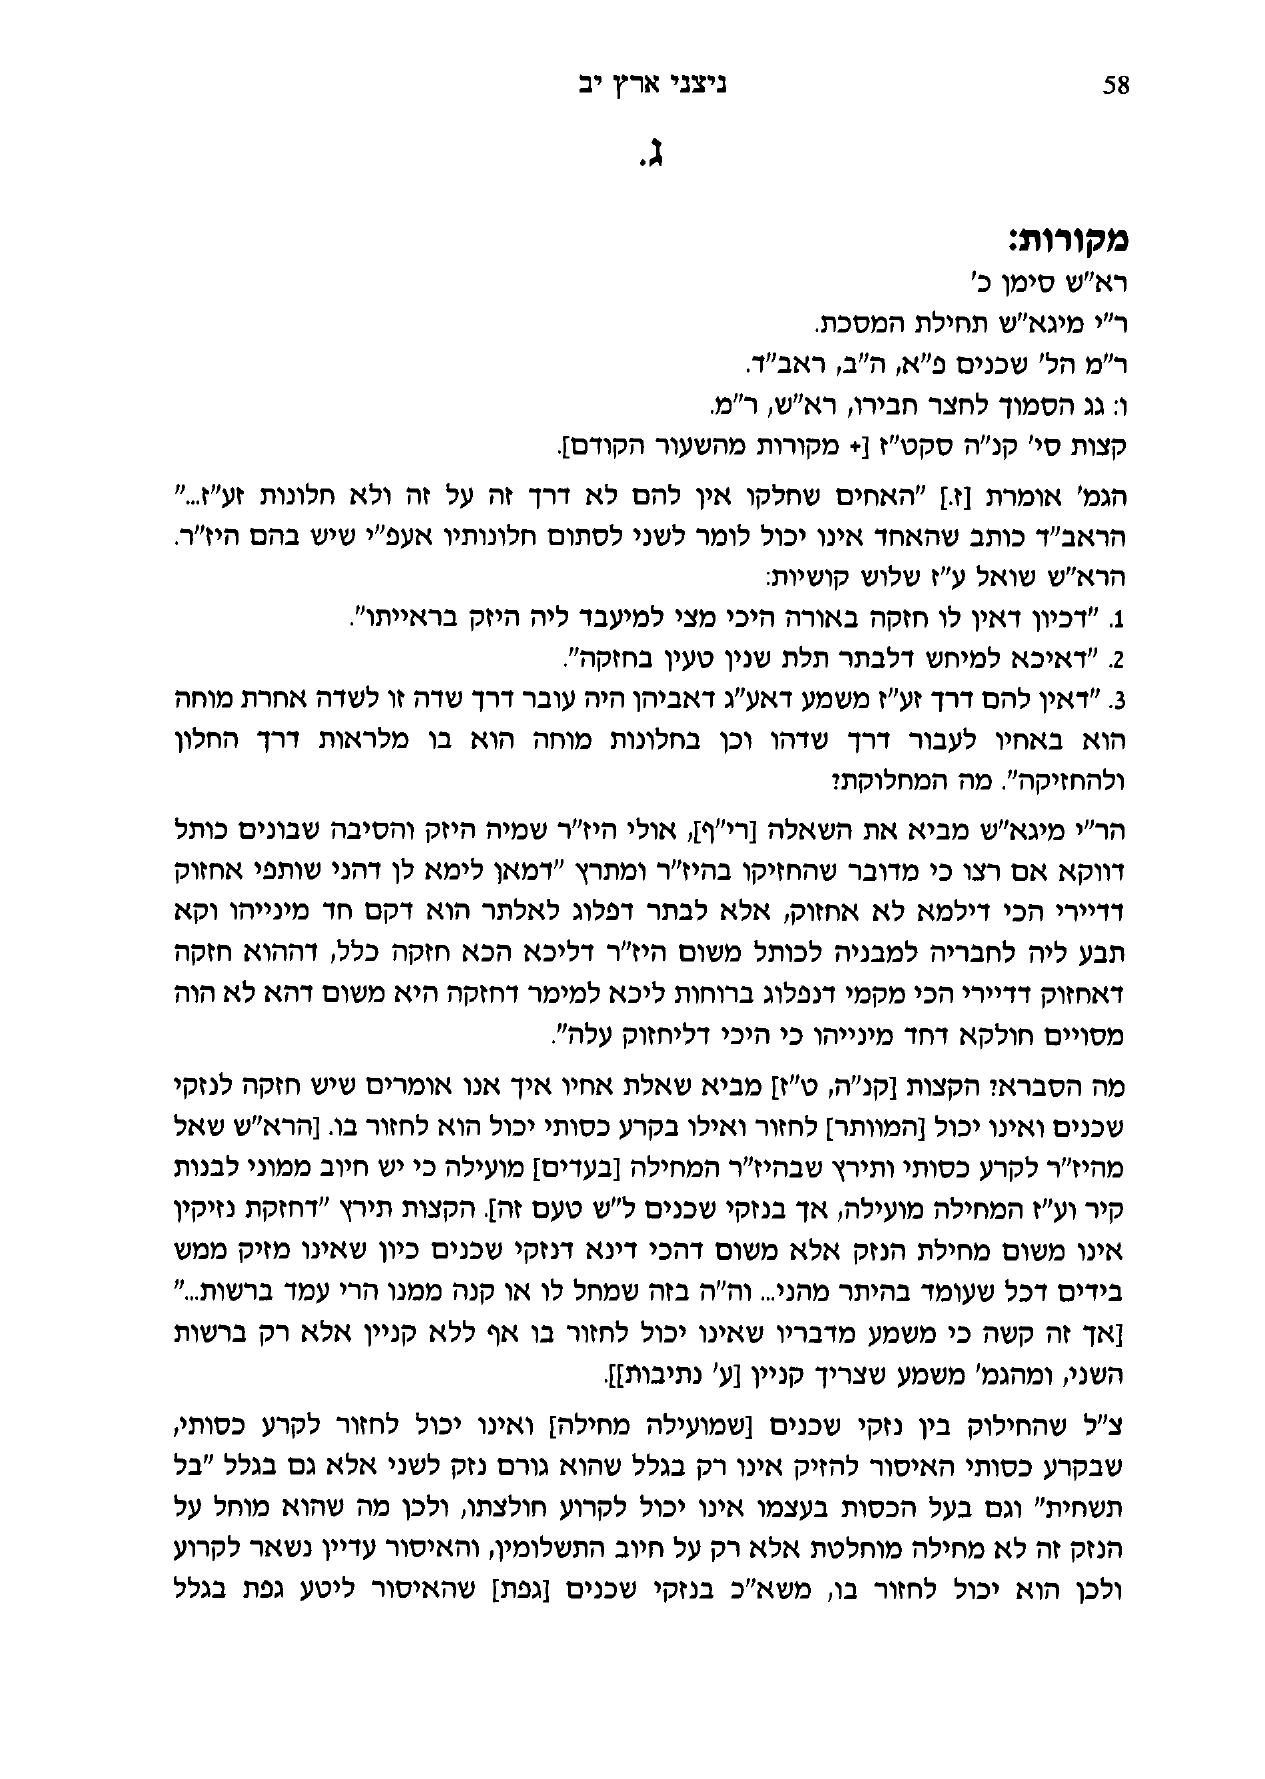 58 ניצני ארץ יב
ג.
מקורות:
רא"ש סימן כ'
ר"י מיגא"ש תחילת המסכת.
ר"מ הל' שכנים פ"א, ה"ב, ראב"ד.
ו: גג הסמוך לחצר חבירו, רא"ש, ר"מ.
קצות סי' קנ"ה סקט"ז [+ מקורות מהשעור הקודם].
הגמ' אומרת [ז.] "האחים שחלקו אין להם לא דרך זה על זה ולא חלונות זע"ז..."
הראב"ד כותב שהאחד אינו יכול לומר לשני לסתום חלונותיו אעפ"י שיש בהם היז"ר.
הרא"ש שואל ע"ז שלוש קושיות:
1. "דכיון דאין לו חזקה באורה היכי מצי למיעבד ליה היזק בראייתו".
2. "דאיכא למיחש דלבתר תלת שנין טעין בחזקה".
3. "דאין להם דרך זע"ז משמע דאע"ג דאביהן היה עובר דרך שדה זו לשדה אחרת מוחה
הוא באחיו לעבור דרך שדהו וכן בחלונות מוחה הוא בו מלראות דרך החלון
ולהחזיקה". מה המחלוקת?
הר"י מיגא"ש מביא את השאלה [רי"ף], אולי היז"ר שמיה היזק והסיבה שבונים כותל
דווקא אם רצו כי מדובר שהחזיקו בהיז"ר ומתרץ "דמאן לימא לן דהני שותפי אחזוק
דדיירי הכי דילמא לא אחזוק, אלא לבתר דפלוג לאלתר הוא דקם חד מינייהו וקא
תבע ליה לחבריה למבניה לכותל משום היז"ר דליכא הכא חזקה כלל, דההוא חזקה
דאחזוק דדיירי הכי מקמי דנפלוג ברוחות ליכא למימר דחזקה היא משום דהא לא הוה
מסויים חולקא דחד מינייהו כי היכי דליחזוק עלה".
מה הסברא? הקצות [קנ"ה, ט"ז] מביא שאלת אחיו איך אנו אומרים שיש חזקה לנזקי
שכנים ואינו יכול [המוותר] לחזור ואילו בקרע כסותי יכול הוא לחזור בו. [הרא"ש שאל
מהיז"ר לקרע כסותי ותירץ שבהיז"ר המחילה [בעדים] מועילה כי יש חיוב ממוני לבנות
קיר וע"ז המחילה מועילה, אך בנזקי שכנים ל"ש טעם זה]. הקצות תירץ "דחזקת נזיקין
אינו משום מחילת הנזק אלא משום דהכי דינא דנזקי שכנים כיון שאינו מזיק ממש
בידים דכל שעומד בהיתר מהני... וה"ה בזה שמחל לו או קנה ממנו הרי עמד ברשות..."
[אך זה קשה כי משמע מדבריו שאינו יכול לחזור בו אף ללא קניין אלא רק ברשות
השני, ומהגמ' משמע שצריך קניין [ע' נתיבות]].
צ"ל שהחילוק בין נזקי שכנים [שמועילה מחילה] ואינו יכול לחזור לקרע כסותי,
שבקרע כסותי האיסור להזיק אינו רק בגלל שהוא גורם נזק לשני אלא גם בגלל "בל
תשחית" וגם בעל הכסות בעצמו אינו יכול לקרוע חולצתו, ולכן מה שהוא מוחל על
הנזק זה לא מחילה מוחלטת אלא רק על חיוב התשלומין, והאיסור עדיין נשאר לקרוע
ולכן הוא יכול לחזור בו, משא"כ בנזקי שכנים [גפת] שהאיסור ליטע גפת בגלל